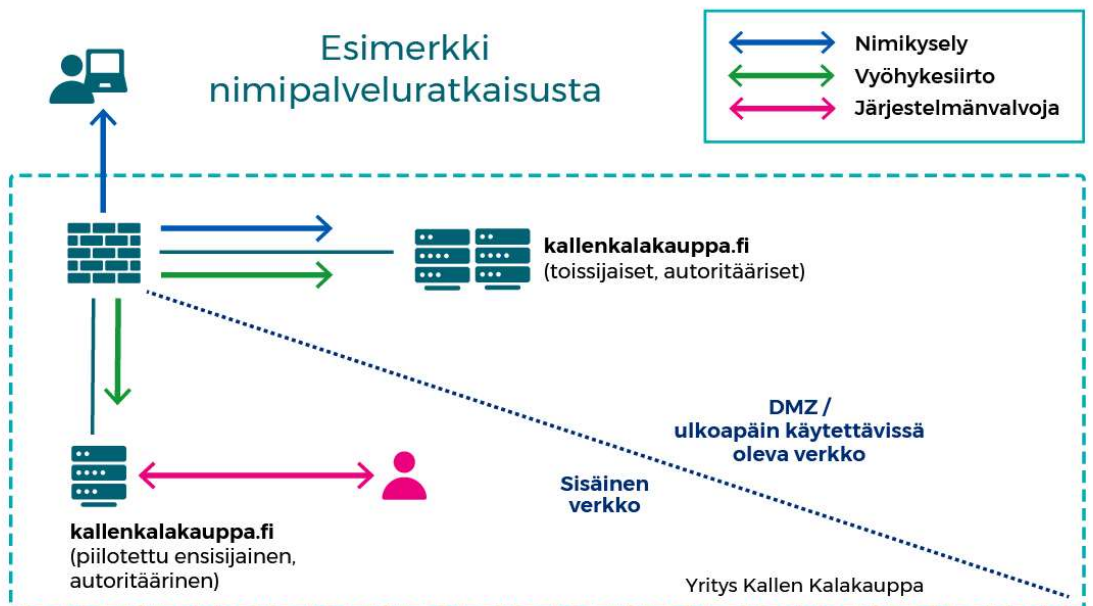 Esimerkki
nimipalveluratkaisusta
Nimikysely
Vyöhykesiirto
Järjestelmänvalvoja
kallenkalakauppa.fi
(toissijaiset, autoritääriset)
DMZ /
ulkoapäin käytettävissä
oleva verkko
Sisäinen
verkko
kallenkalakauppa.fi
(piilotettu ensisijainen,
autoritäärinen)
Yritys Kallen Kalakauppa